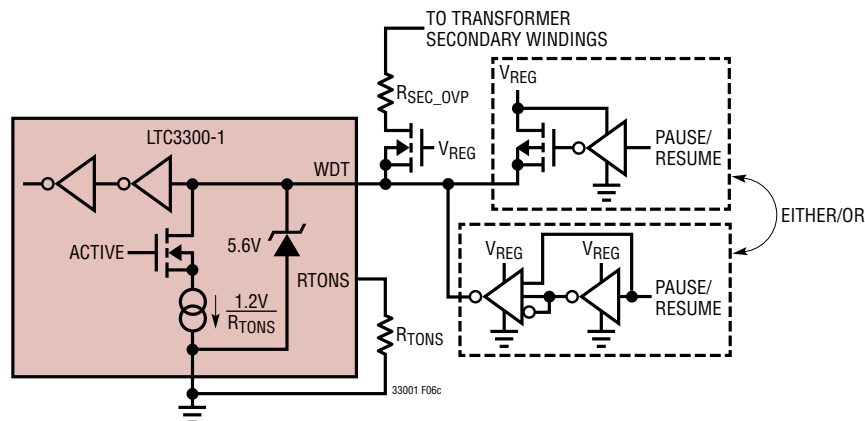 TO TRANSFORMER
SECONDARY WINDINGS
RSEC_OVP
VREG
VREG
PAUSE/
RESUME
LTC3300-1
WDT
ACTIVE
5.6V
1.2V
RTONS
RTONS
RTONS
EITHER/OR
VREG
VREG
PAUSE/
RESUME
33001 F06c